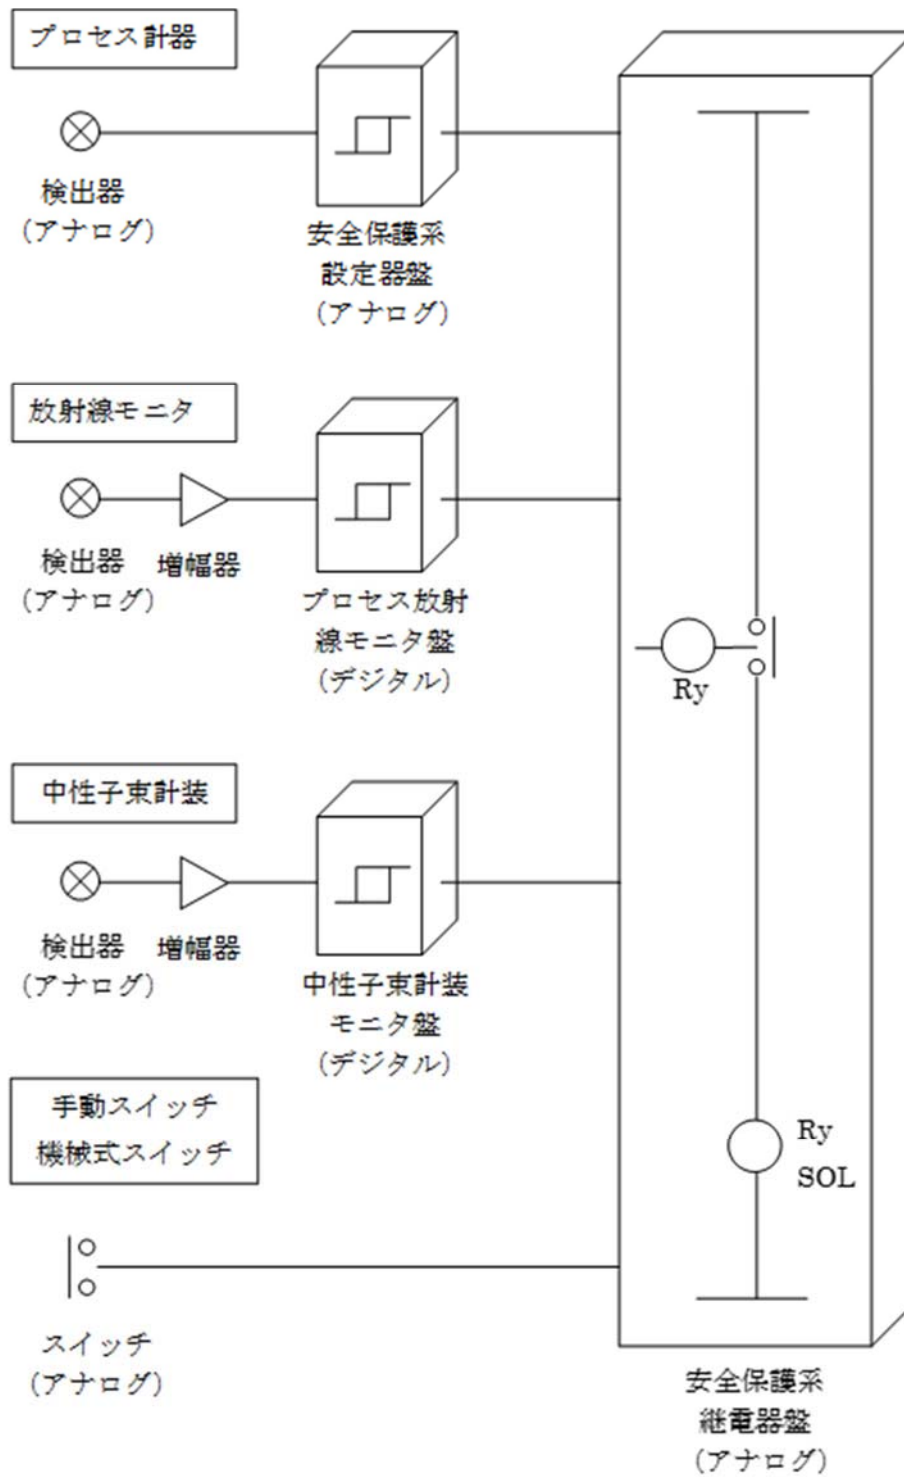 プロセス計器
検出器
(アナログ)
安全保護系
設定器盤
(アナログ)
放射線モニタ
検出器
(アナログ)
増幅器
プロセス放射
線モニタ盤
(デジタル)
Ry
中性子束計装
検出器
(アナログ)
増幅器
中性子束計装
モニタ盤
(デジタル)
手動スイッチ
機械式スイッチ
Ry
SOL
スイッチ
(アナログ)
安全保護系
継電器盤
(アナログ)